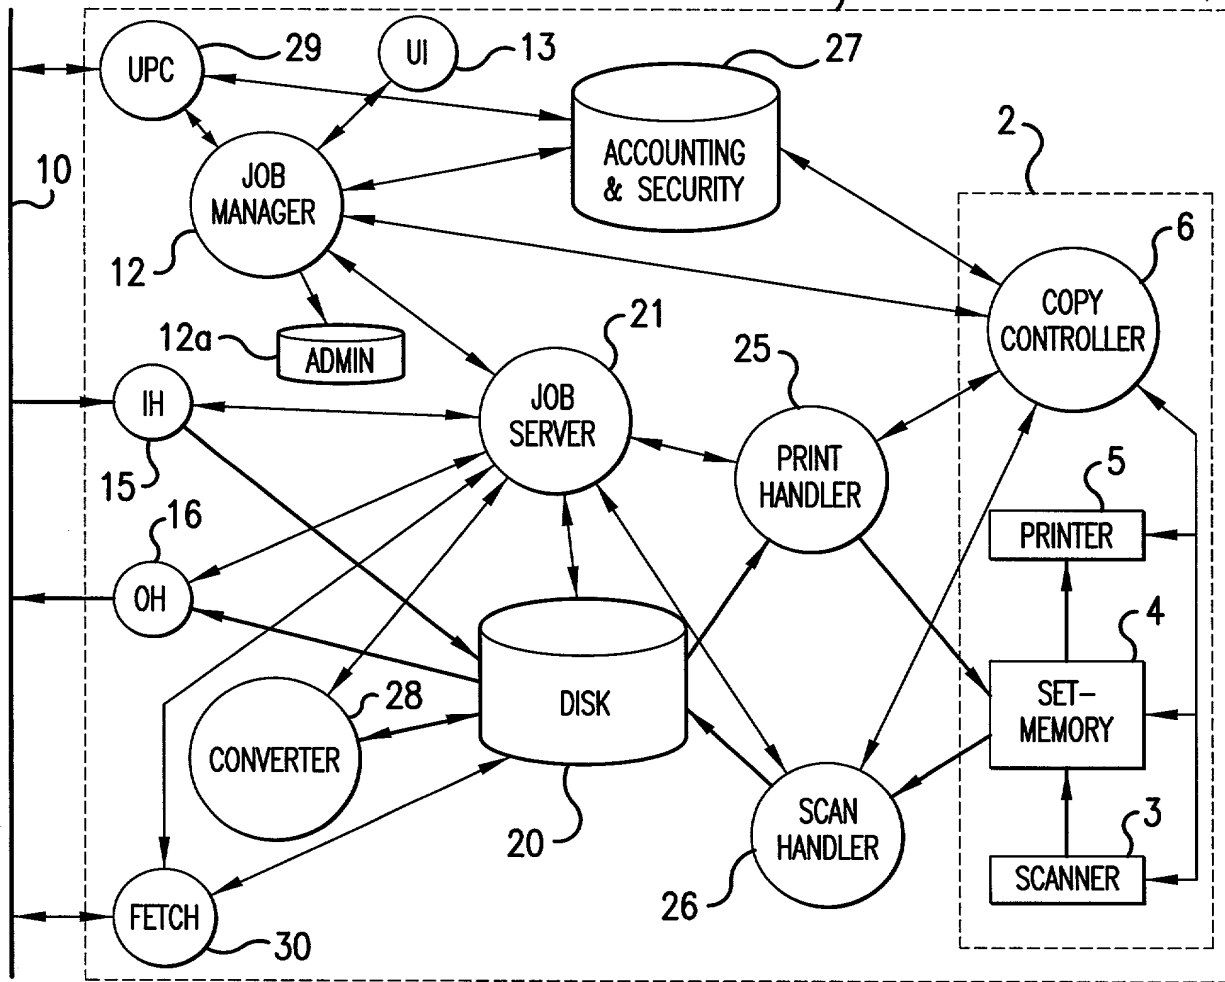 29
UPC
UI
13
27
10
JOB
MANAGER
12
ACCOUNTING
& SECURITY
2
6
COPY
CONTROLLER
12a
ADMIN
21
JOB
SERVER
25
PRINT
HANDLER
IH
15
16
OH
5
PRINTER
4
SET-
MEMORY
28
CONVERTER
DISK
20
SCAN
HANDLER
26
3
SCANNER
FETCH
30